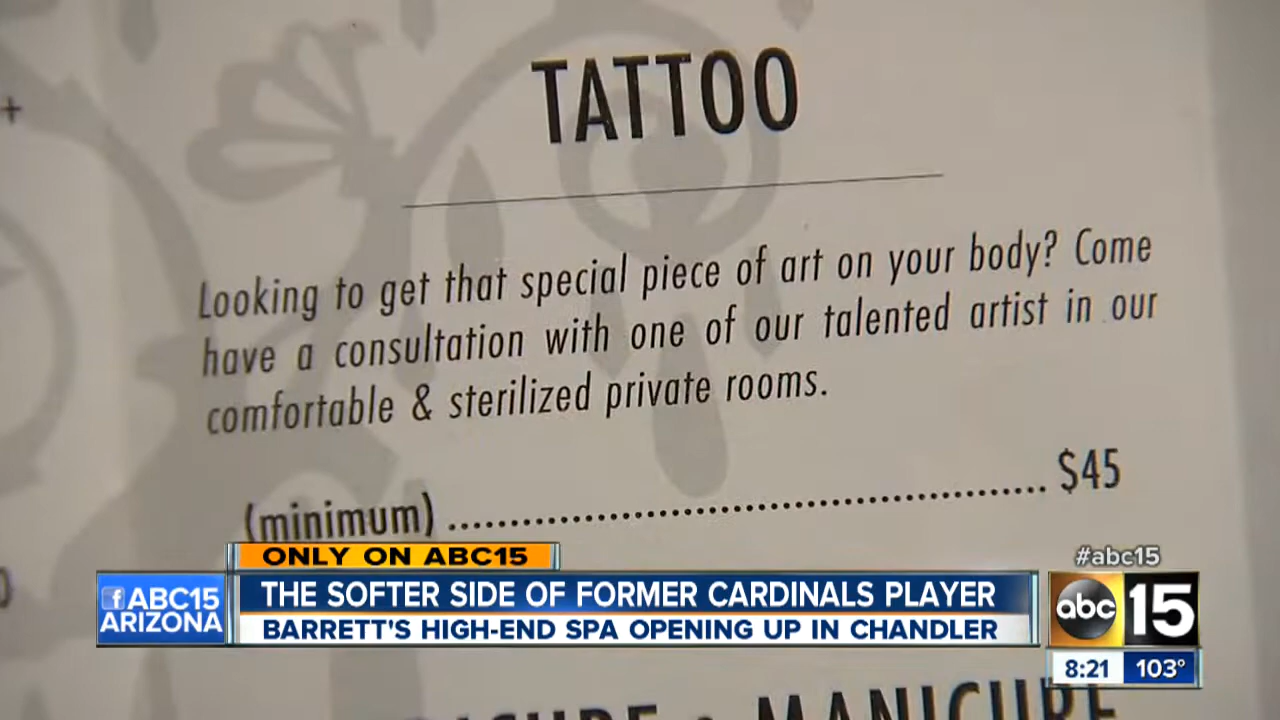 +
TATTOO
Looking to get that special piece of art on your body? Come
have a consultation with one of our talented artist in our
comfortable & sterilized private rooms.
(minimum) ........................................................ $45
ONLY ON ABC15
#abc15
f ABC15
ARIZONA
THE SOFTER SIDE OF FORMER CARDINALS PLAYER
BARRETT'S HIGH-END SPA OPENING UP IN CHANDLER
abc 15
8:21 103°
MANICURE